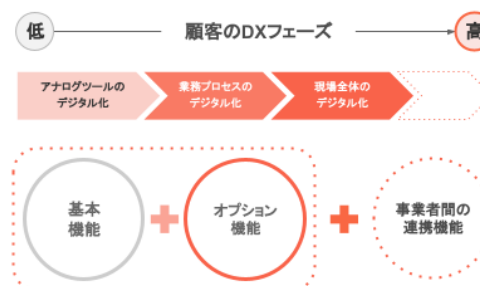 低 顧客のDXフェーズ 高
アナログツールの
デジタル化
業務プロセスの
デジタル化
現場全体の
デジタル化
基本
機能
オプション
機能
事業者間の
連携機能